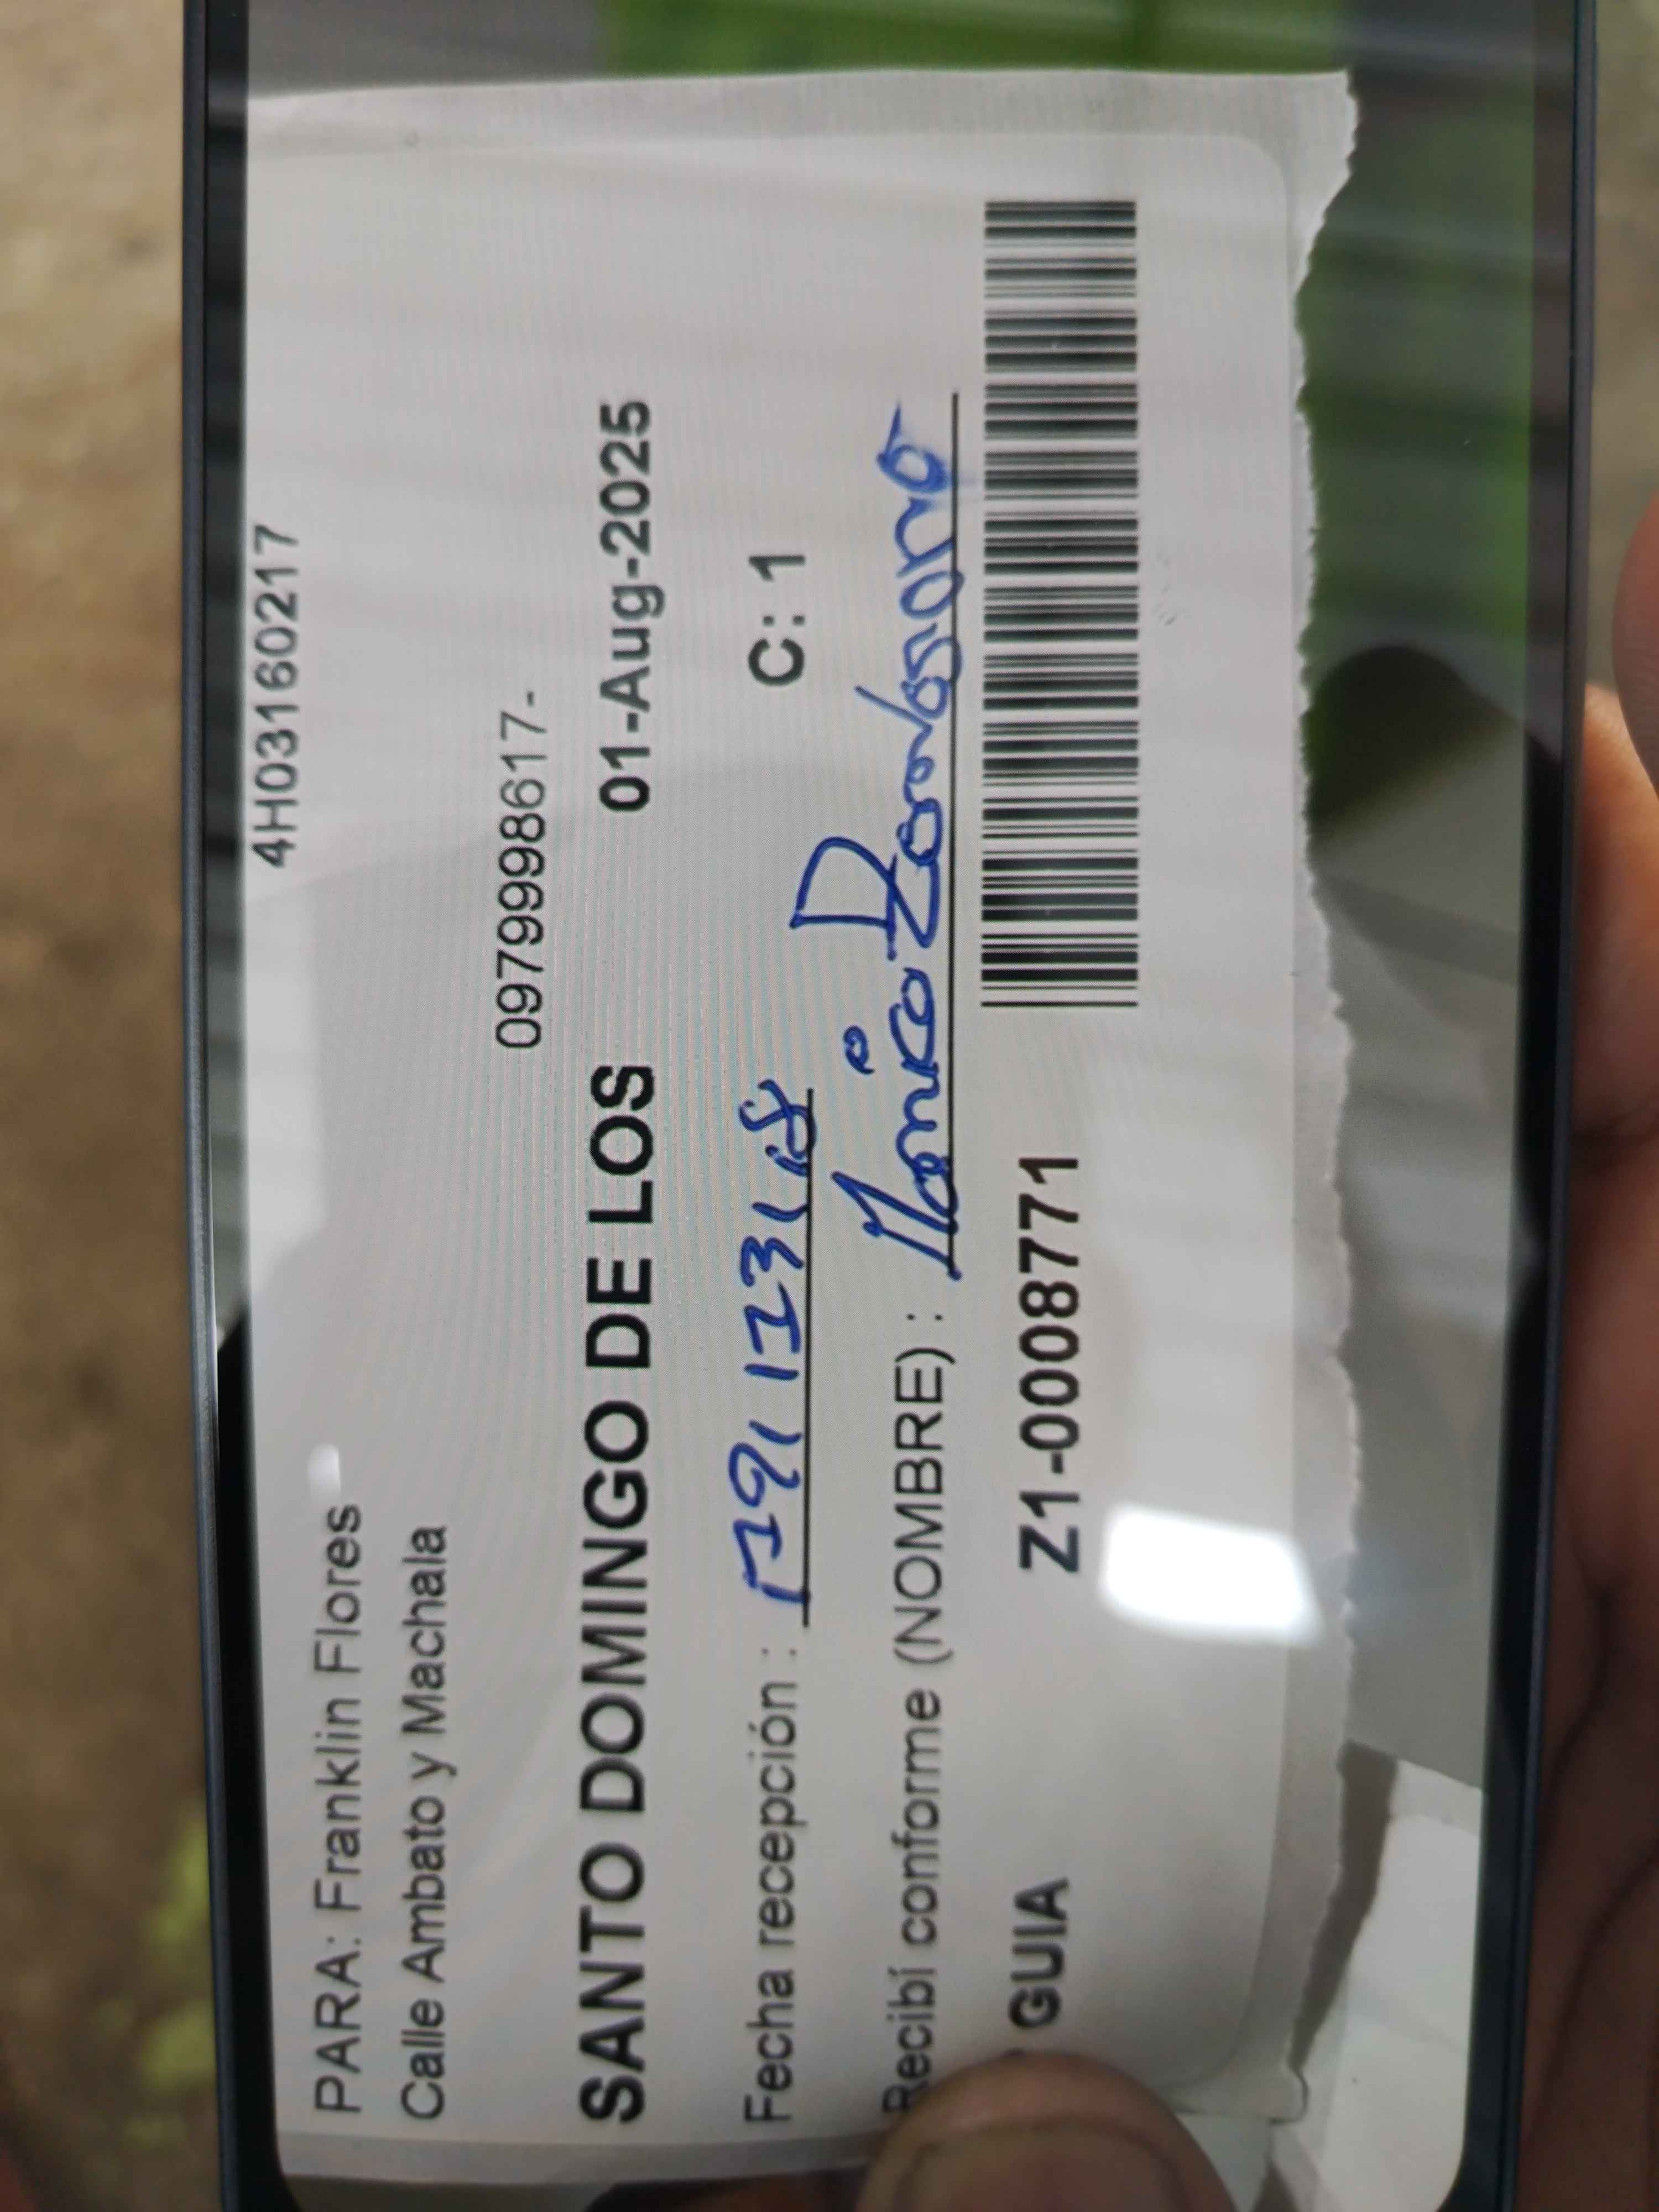 4H03160217
PARA: Franklin Flores
Calle Ambato y Machala
0979998617-
SANTO DOMINGO DE LOS 01-Aug-2025
Fecha recepción : C: 1
Recibí conforme (NOMBRE) :
GUIA Z1-0008771